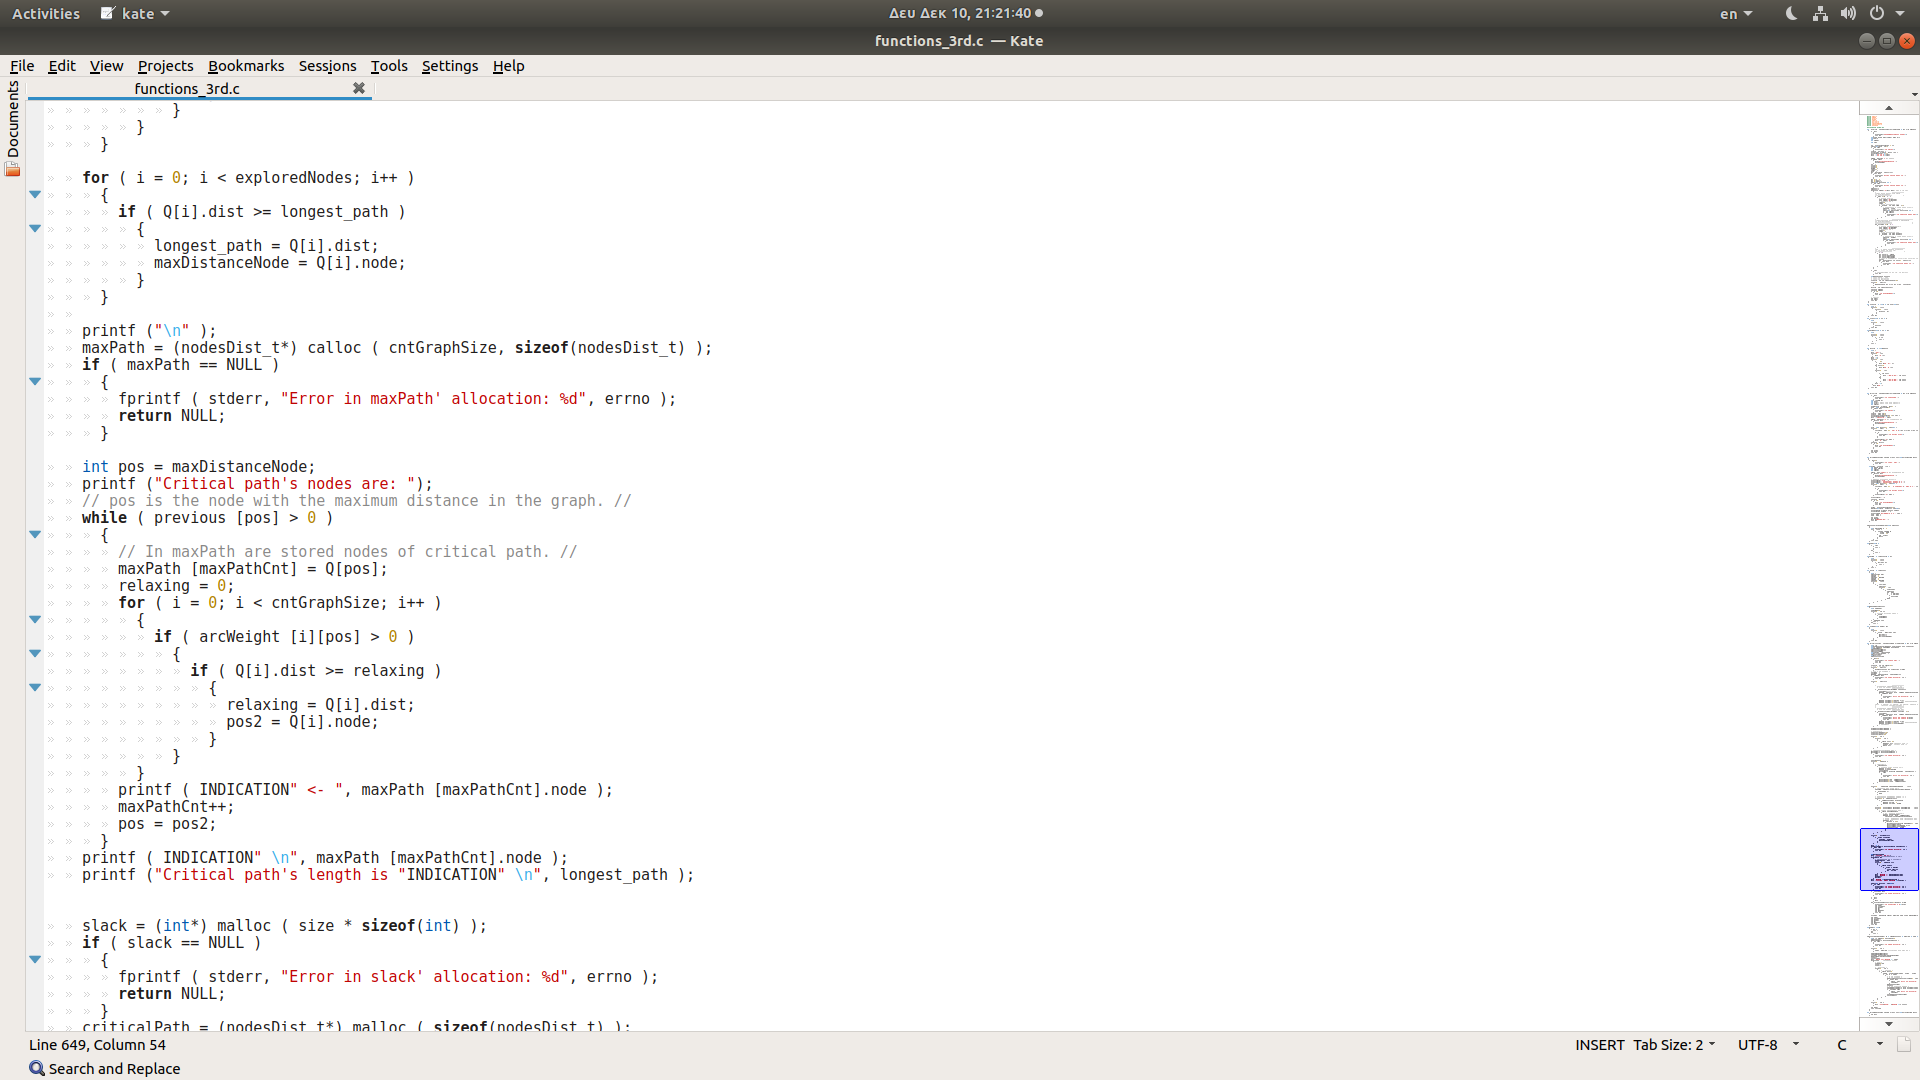 Activities kate Δευ Δεκ 10, 21:21:40 en
functions_3rd.c — Kate
File Edit View Projects Bookmarks Sessions Tools Settings Help
functions_3rd.c
Documents
}
}
}
for ( i = 0; i < exploredNodes; i++ )
{
if ( Q[i].dist >= longest_path )
{
longest_path = Q[i].dist;
maxDistanceNode = Q[i].node;
}
}
printf ("\n" );
maxPath = (nodesDist_t*) calloc ( cntGraphSize, sizeof(nodesDist_t) );
if ( maxPath == NULL )
{
fprintf ( stderr, "Error in maxPath' allocation: %d", errno );
return NULL;
}
int pos = maxDistanceNode;
printf ("Critical path's nodes are: ");
// pos is the node with the maximum distance in the graph. //
while ( previous [pos] > 0 )
{
// In maxPath are stored nodes of critical path. //
maxPath [maxPathCnt] = Q[pos];
relaxing = 0;
for ( i = 0; i < cntGraphSize; i++ )
{
if ( arcWeight [i][pos] > 0 )
{
if ( Q[i].dist >= relaxing )
{
relaxing = Q[i].dist;
pos2 = Q[i].node;
}
}
}
printf ( INDICATION" <- ", maxPath [maxPathCnt].node );
maxPathCnt++;
pos = pos2;
}
printf ( INDICATION" \n", maxPath [maxPathCnt].node );
printf ("Critical path's length is "INDICATION" \n", longest_path );
slack = (int*) malloc ( size * sizeof(int) );
if ( slack == NULL )
{
fprintf ( stderr, "Error in slack' allocation: %d", errno );
return NULL;
}
criticalPath = (nodesDist_t*) malloc ( sizeof(nodesDist_t) );
Line 649, Column 54 INSERT Tab Size: 2 UTF-8 C
Search and Replace